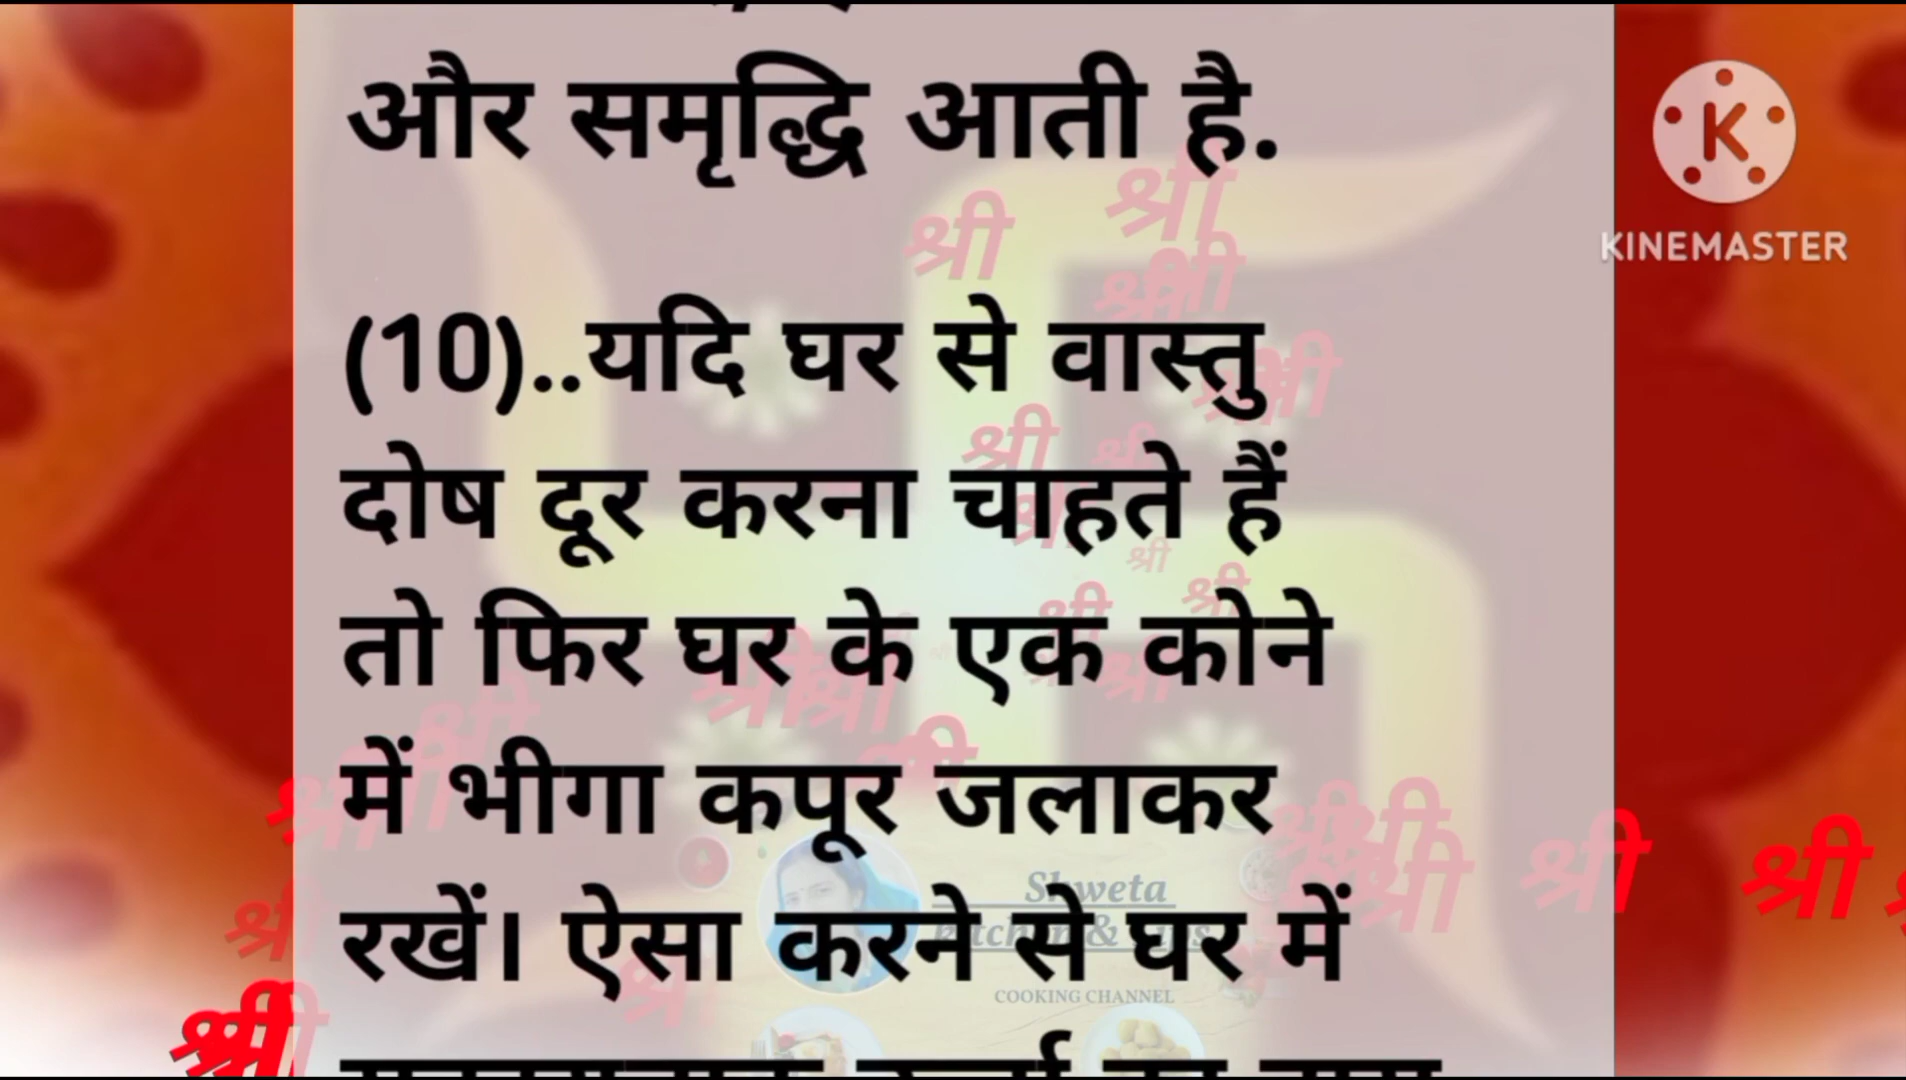 और समृद्धि आती है.
(10)..यदि घर से वास्तु
दोष दूर करना चाहते हैं
तो फिर घर के एक कोने
में भीगा कपूर जलाकर
रखें। ऐसा करने से घर में
KINEMASTER
K
श्री
श्री
श्री
श्री
श्री
श्री
श्री
श्री
श्री
श्री
श्री
श्री
Shweta
kitchen &
COOKING CHANNEL